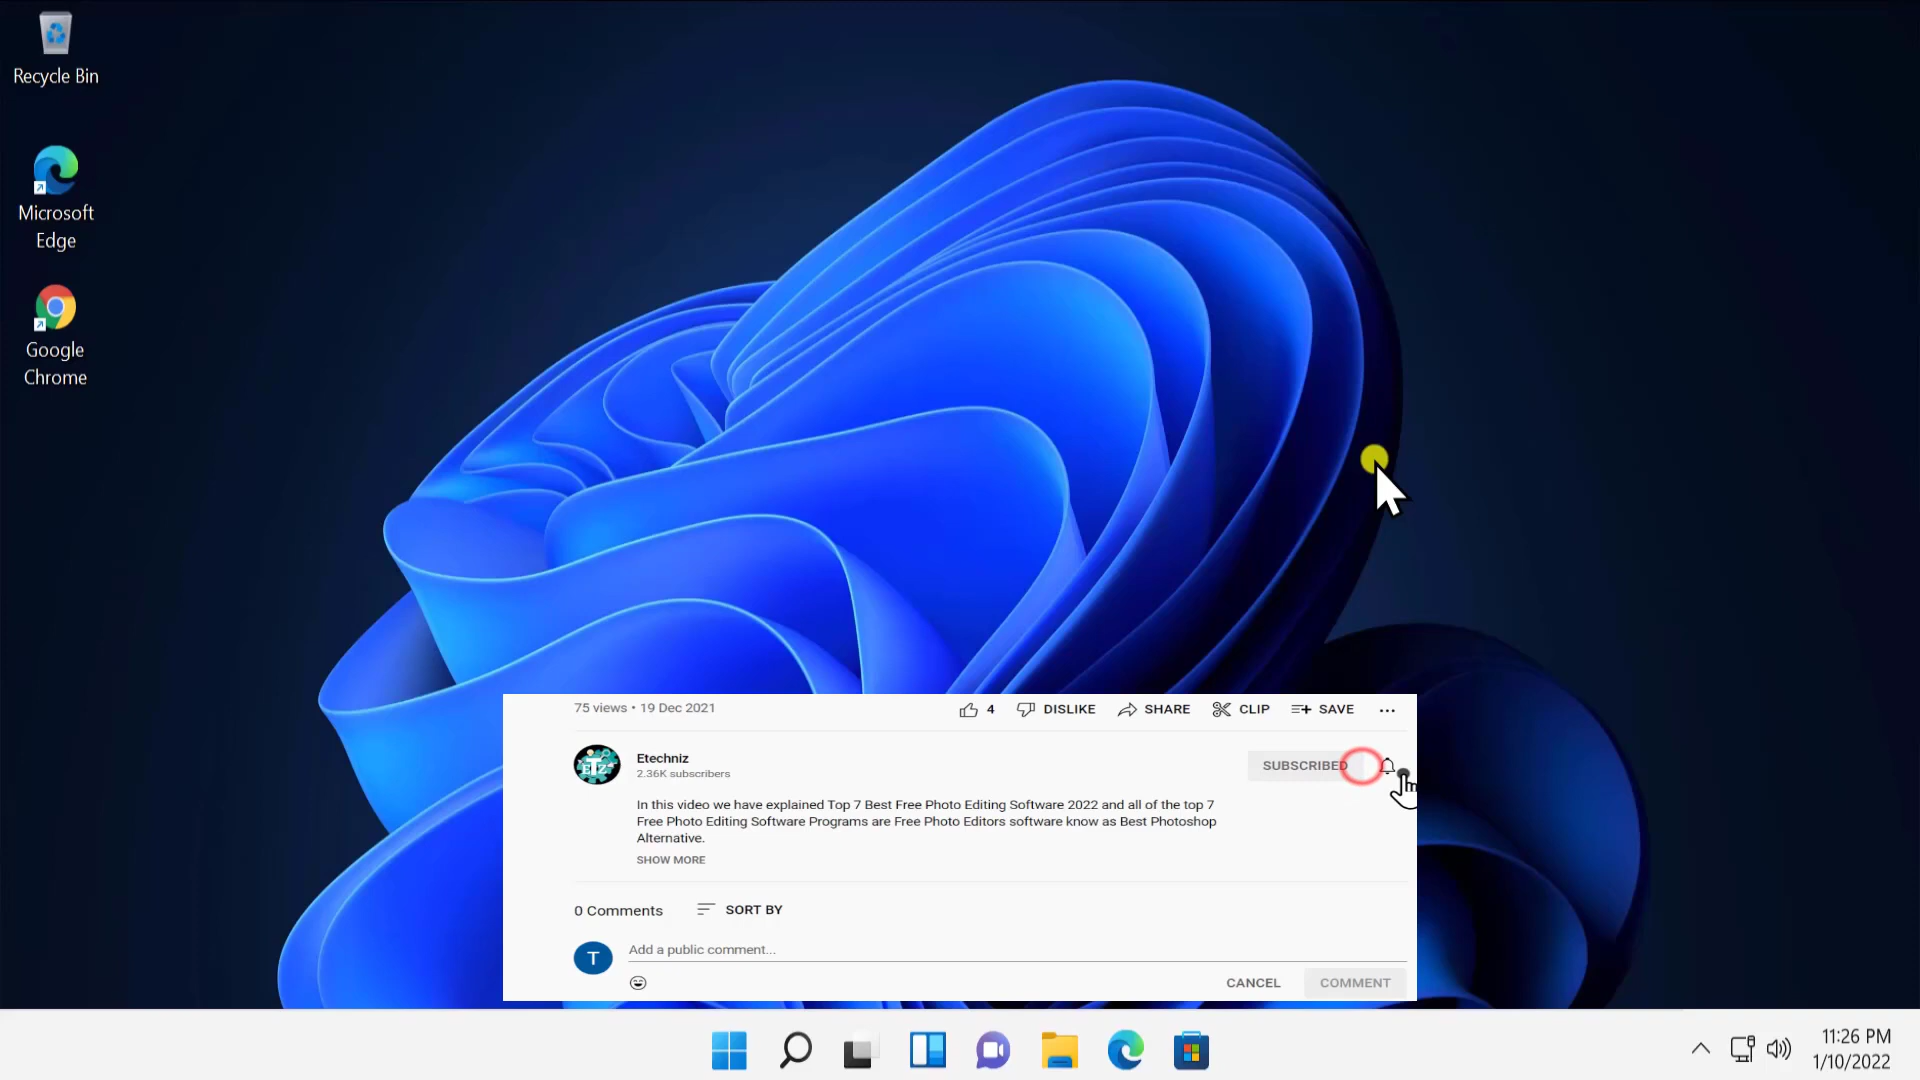 Recycle Bin
Microsoft
Edge
Google
Chrome
75 views • 19 Dec 2021
4 DISLIKE SHARE CLIP SAVE ...
Etechniz
2.36K subscribers
SUBSCRIBED
In this video we have explained Top 7 Best Free Photo Editing Software 2022 and all of the top 7
Free Photo Editing Software Programs are Free Photo Editors software know as Best Photoshop
Alternative.
SHOW MORE
0 Comments SORT BY
T
Add a public comment...
CANCEL COMMENT
11:26 PM
1/10/2022